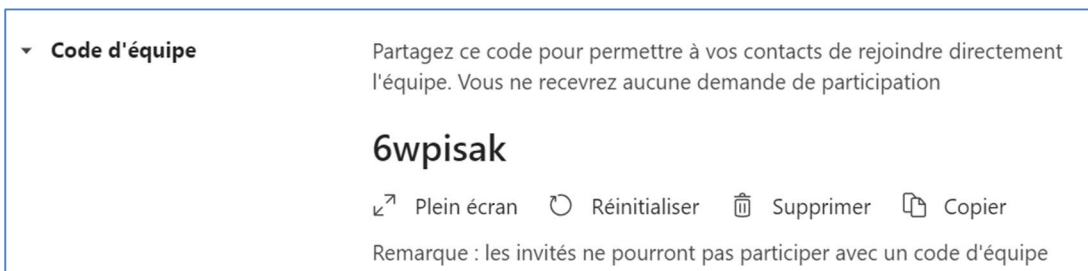 Code d'équipe
Partagez ce code pour permettre à vos contacts de rejoindre directement
l'équipe. Vous ne recevrez aucune demande de participation
6wpisak
Plein écran Réinitialiser Supprimer Copier
Remarque : les invités ne pourront pas participer avec un code d'équipe